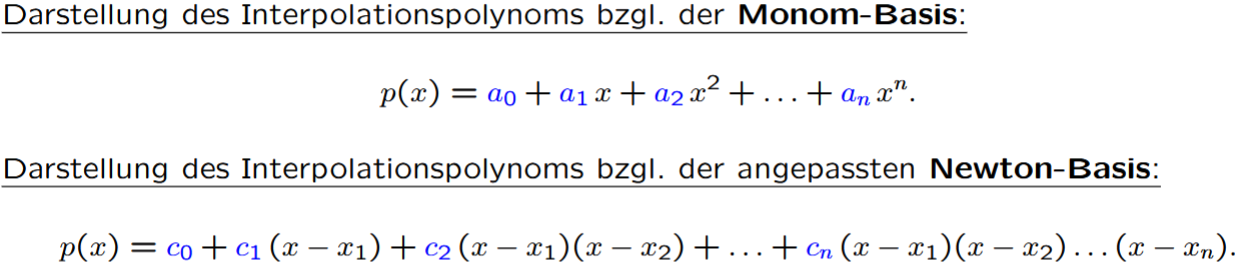 Darstellung des Interpolationspolynoms bzgl. der Monom-Basis:
p(x) = a₀ + a₁ x + a₂ x² + … + aₙ xⁿ.
Darstellung des Interpolationspolynoms bzgl. der angepassten Newton-Basis:
p(x) = c₀ + c₁ (x − x₁) + c₂ (x − x₁)(x − x₂) + … + cₙ (x − x₁)(x − x₂) … (x − xₙ).